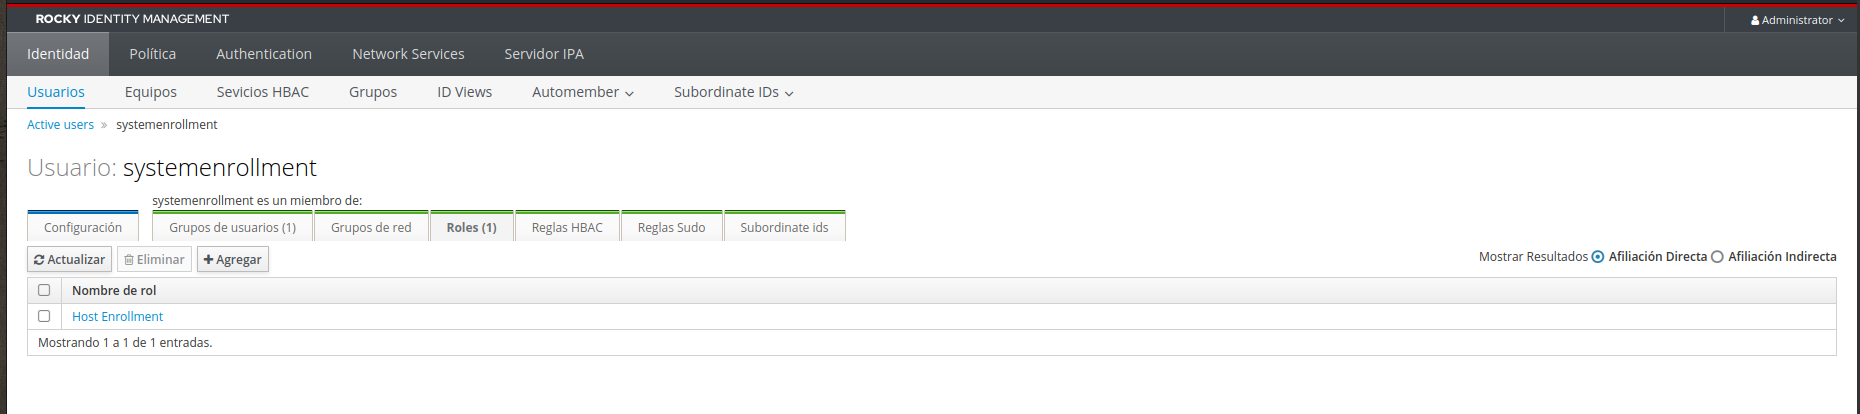 ROCKY IDENTITY MANAGEMENT
Administrator
Identidad Política Authentication Network Services Servidor IPA
Usuarios Equipos Sevicios HBAC Grupos ID Views Automember Subordinate IDs
Active users » systemenrollment
Usuario: systemenrollment
systemenrollment es un miembro de:
Configuración Grupos de usuarios (1) Grupos de red Roles (1) Reglas HBAC Reglas Sudo Subordinate ids
Actualizar Eliminar Agregar Mostrar Resultados Afiliación Directa Afiliación Indirecta
Nombre de rol
Host Enrollment
Mostrando 1 a 1 de 1 entradas.